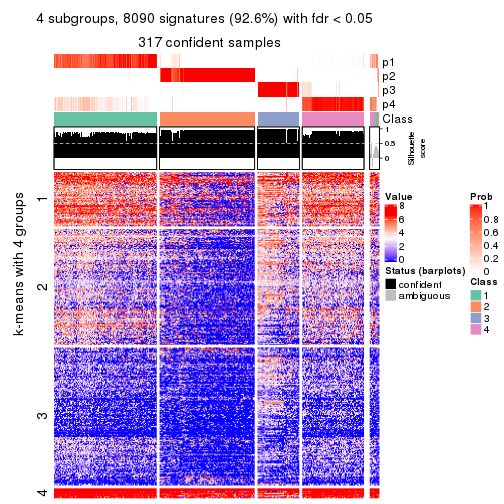 4 subgroups, 8090 signatures (92.6%) with fdr < 0.05
317 confident samples
p1
p2
p3
p4
Class
1
0.5
0
Silhouette
score
k-means with 4 groups
1
2
3
4
Value
8
6
4
2
0
Status (barplots)
confident
ambiguous
Prob
1
0.8
0.6
0.4
0.2
0
Class
1
2
3
4